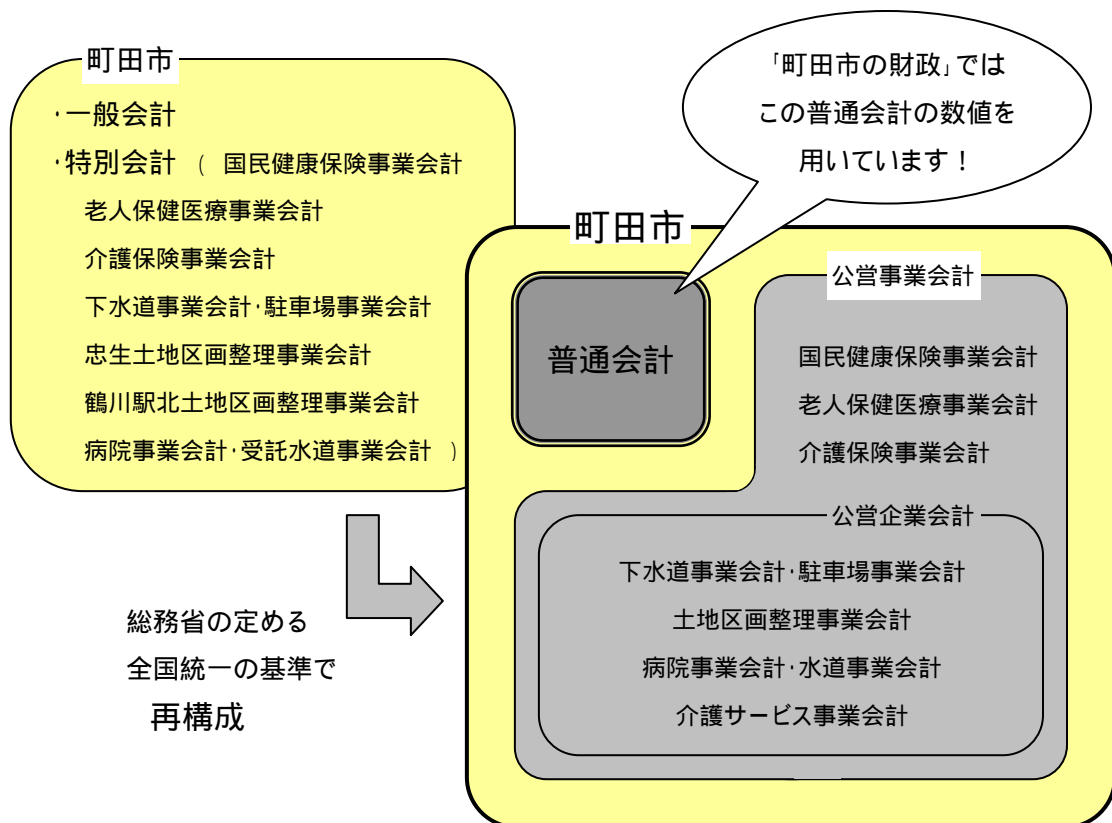 町田市
・一般会計
・特別会計 ( 国民健康保険事業会計
老人保健医療事業会計
介護保険事業会計
下水道事業会計・駐車場事業会計
忠生土地区画整理事業会計
鶴川駅北土地区画整理事業会計
病院事業会計・受託水道事業会計 )
「町田市の財政」では
この普通会計の数値を
用いています！
総務省の定める
全国統一の基準で
再構成
町田市
普通会計
公営事業会計
国民健康保険事業会計
老人保健医療事業会計
介護保険事業会計
公営企業会計
下水道事業会計・駐車場事業会計
土地区画整理事業会計
病院事業会計・水道事業会計
介護サービス事業会計